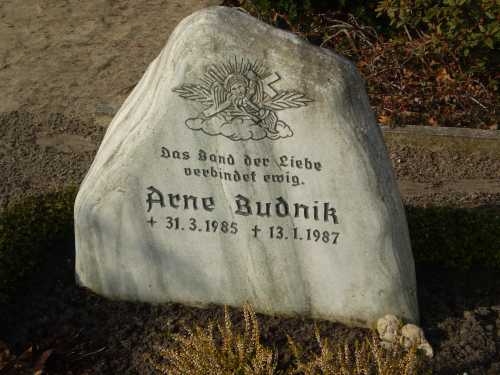 Das Band der Liebe
verbindet ewig.
Arne Budnik
+ 31.3.1985 ✝ 13.1.1987